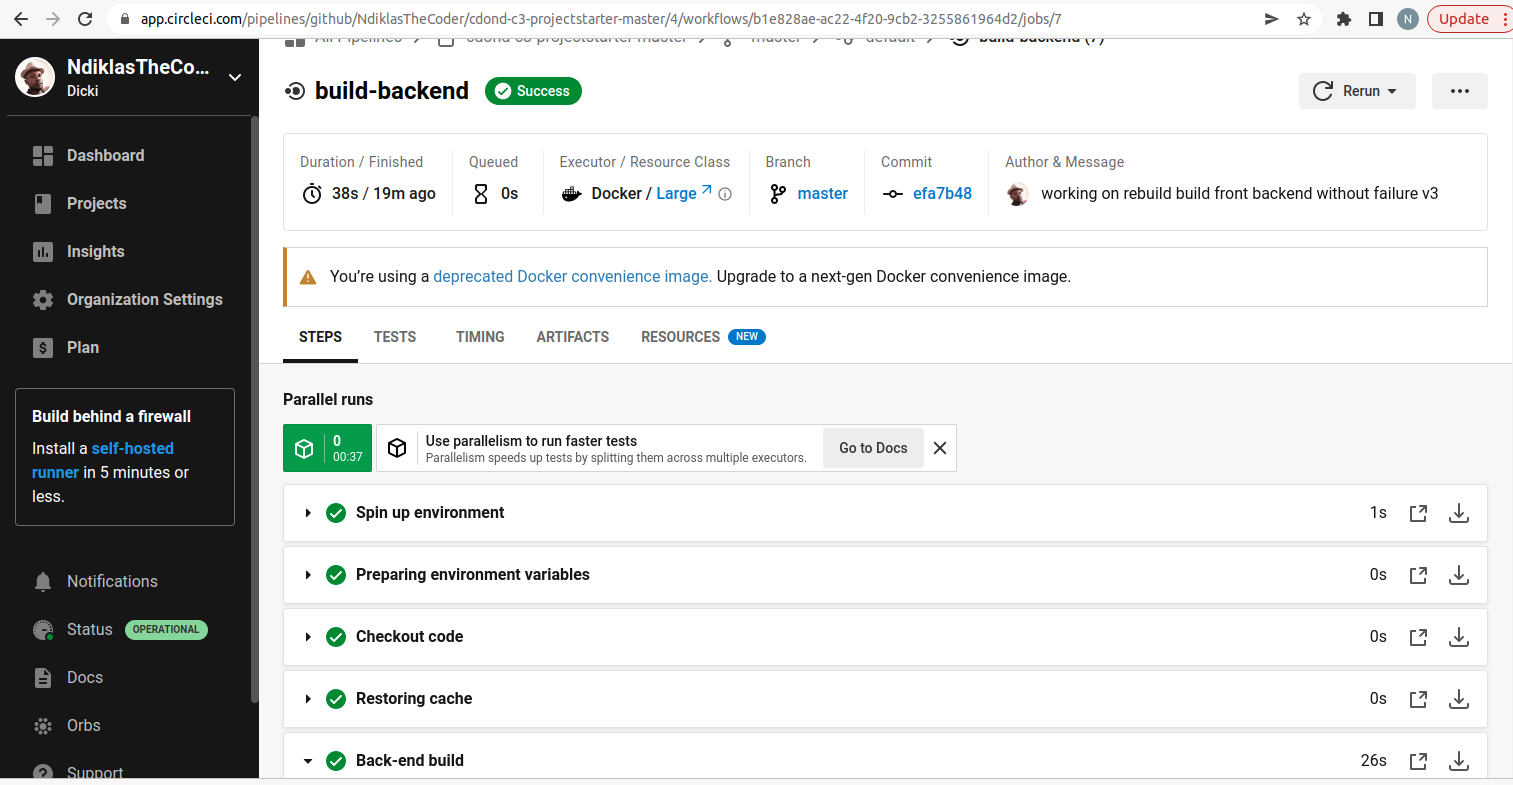 app.circleci.com/pipelines/github/NdiklasTheCoder/cdond-c3-projectstarter-master/4/workflows/b1e828ae-ac22-4f20-9cb2-3255861964d2/jobs/7
N
Update
All Pipelines
cdond-c3-projectstarter-master
master
default
build-backend (7)
NdiklasTheCo...
Dicki
Dashboard
Projects
Insights
Organization Settings
Plan
Build behind a firewall
Install a self-hosted
runner in 5 minutes or
less.
Notifications
Status OPERATIONAL
Docs
Orbs
Support
build-backend Success
Rerun
Duration / Finished
38s / 19m ago
Queued
0s
Executor / Resource Class
Docker / Large
Branch
master
Commit
efa7b48
Author & Message
working on rebuild build front backend without failure v3
You’re using a deprecated Docker convenience image. Upgrade to a next-gen Docker convenience image.
STEPS TESTS TIMING ARTIFACTS RESOURCES NEW
Parallel runs
0
00:37
Use parallelism to run faster tests
Parallelism speeds up tests by splitting them across multiple executors.
Go to Docs
Spin up environment 1s
Preparing environment variables 0s
Checkout code 0s
Restoring cache 0s
Back-end build 26s